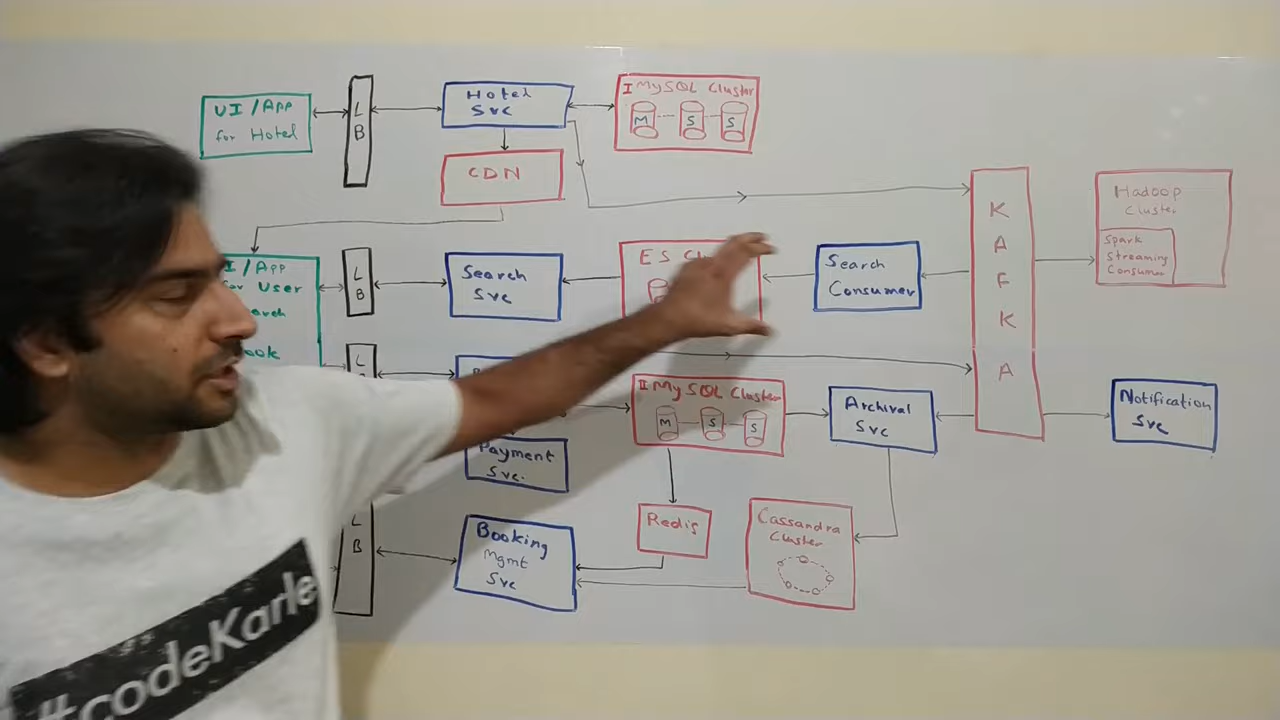 UI/App
for Hotel
L
B
Hotel
Svc
MySQL Cluster
M
S
S
CDN
I/App
for User
L
B
Search
Svc
ES
Search
Consumer
K
A
F
K
A
Hadoop
Cluster
Spark
Streaming
Consumer
MySQL Cluster
M
S
S
Archival
Svc
Notification
Svc
Payment
Svc.
L
B
Booking
Mgmt
Svc
Redis
Cassandra
Cluster
#codeKarle